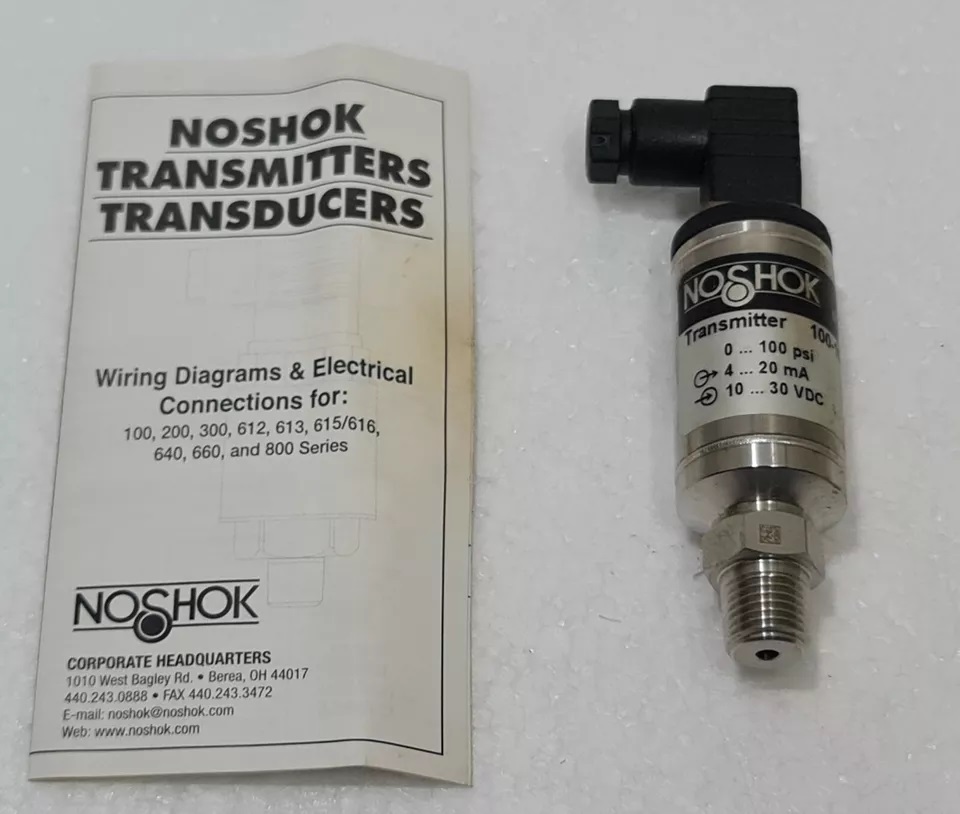 NOSHOK
TRANSMITTERS
TRANSDUCERS
Wiring Diagrams & Electrical
Connections for:
100, 200, 300, 612, 613, 615/616,
640, 660, and 800 Series
NOSHOK
CORPORATE HEADQUARTERS
1010 West Bagley Rd. • Berea, OH 44017
440.243.0888 • FAX 440.243.3472
E-mail: noshok@noshok.com
Web: www.noshok.com
NOSHOK
Transmitter 100-
0 ... 100 psi
4 ... 20 mA
10 ... 30 VDC